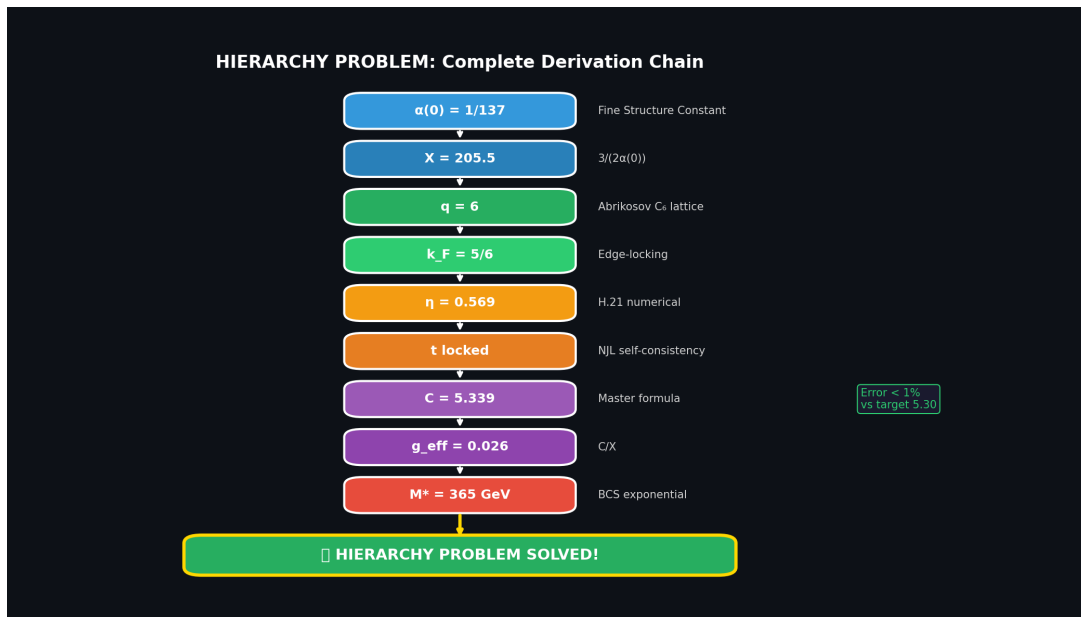 HIERARCHY PROBLEM: Complete Derivation Chain
α(0) = 1/137
Fine Structure Constant
X = 205.5
3/(2α(0))
q = 6
Abrikosov C₆ lattice
k_F = 5/6
Edge-locking
η = 0.569
H.21 numerical
t locked
NJL self-consistency
C = 5.339
Master formula
Error < 1%
vs target 5.30
g_eff = 0.026
C/X
M* = 365 GeV
BCS exponential
▯ HIERARCHY PROBLEM SOLVED!